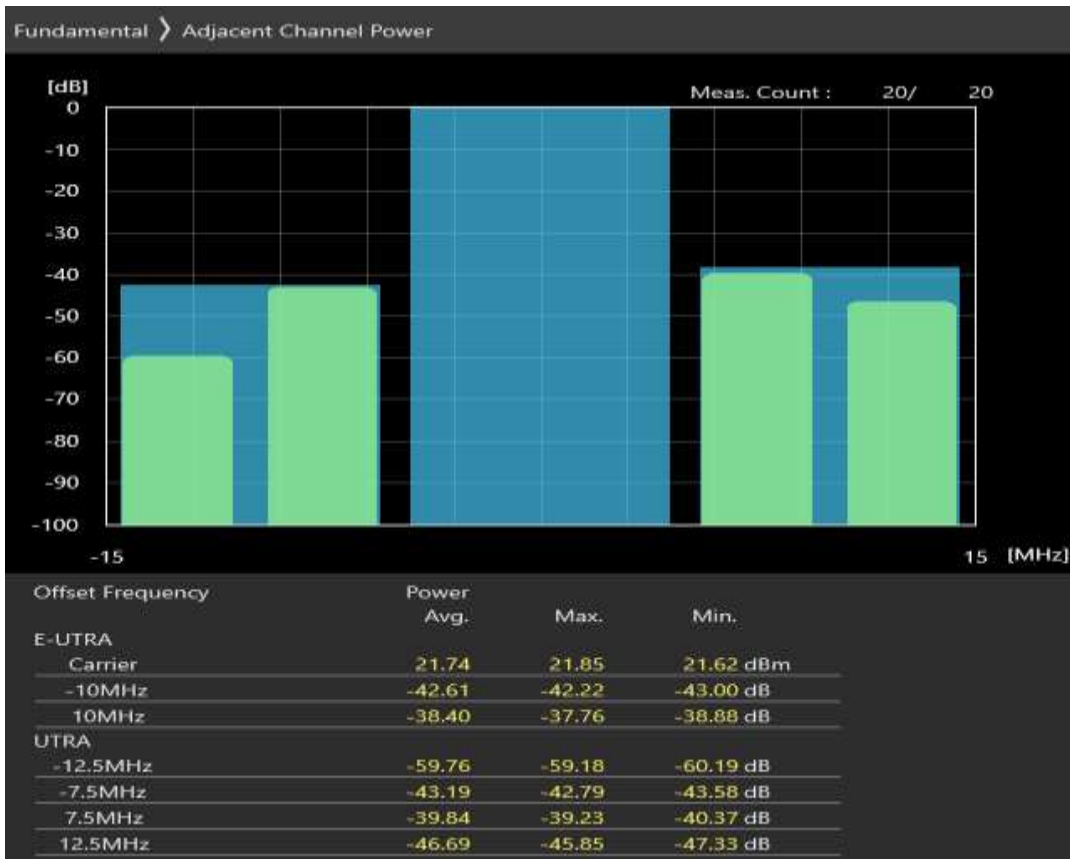 Fundamental 〉 Adjacent Channel Power
[dB]
Meas. Count : 20/ 20
0
-10
-20
-30
-40
-50
-60
-70
-80
-90
-100
-15 15 [MHz]
Offset Frequency Power
Avg. Max. Min.
E-UTRA
Carrier 21.74 21.85 21.62 dBm
-10MHz -42.61 -42.22 -43.00 dB
10MHz -38.40 -37.76 -38.88 dB
UTRA
-12.5MHz -59.76 -59.18 -60.19 dB
-7.5MHz -43.19 -42.79 -43.58 dB
7.5MHz -39.84 -39.23 -40.37 dB
12.5MHz -46.69 -45.85 -47.33 dB